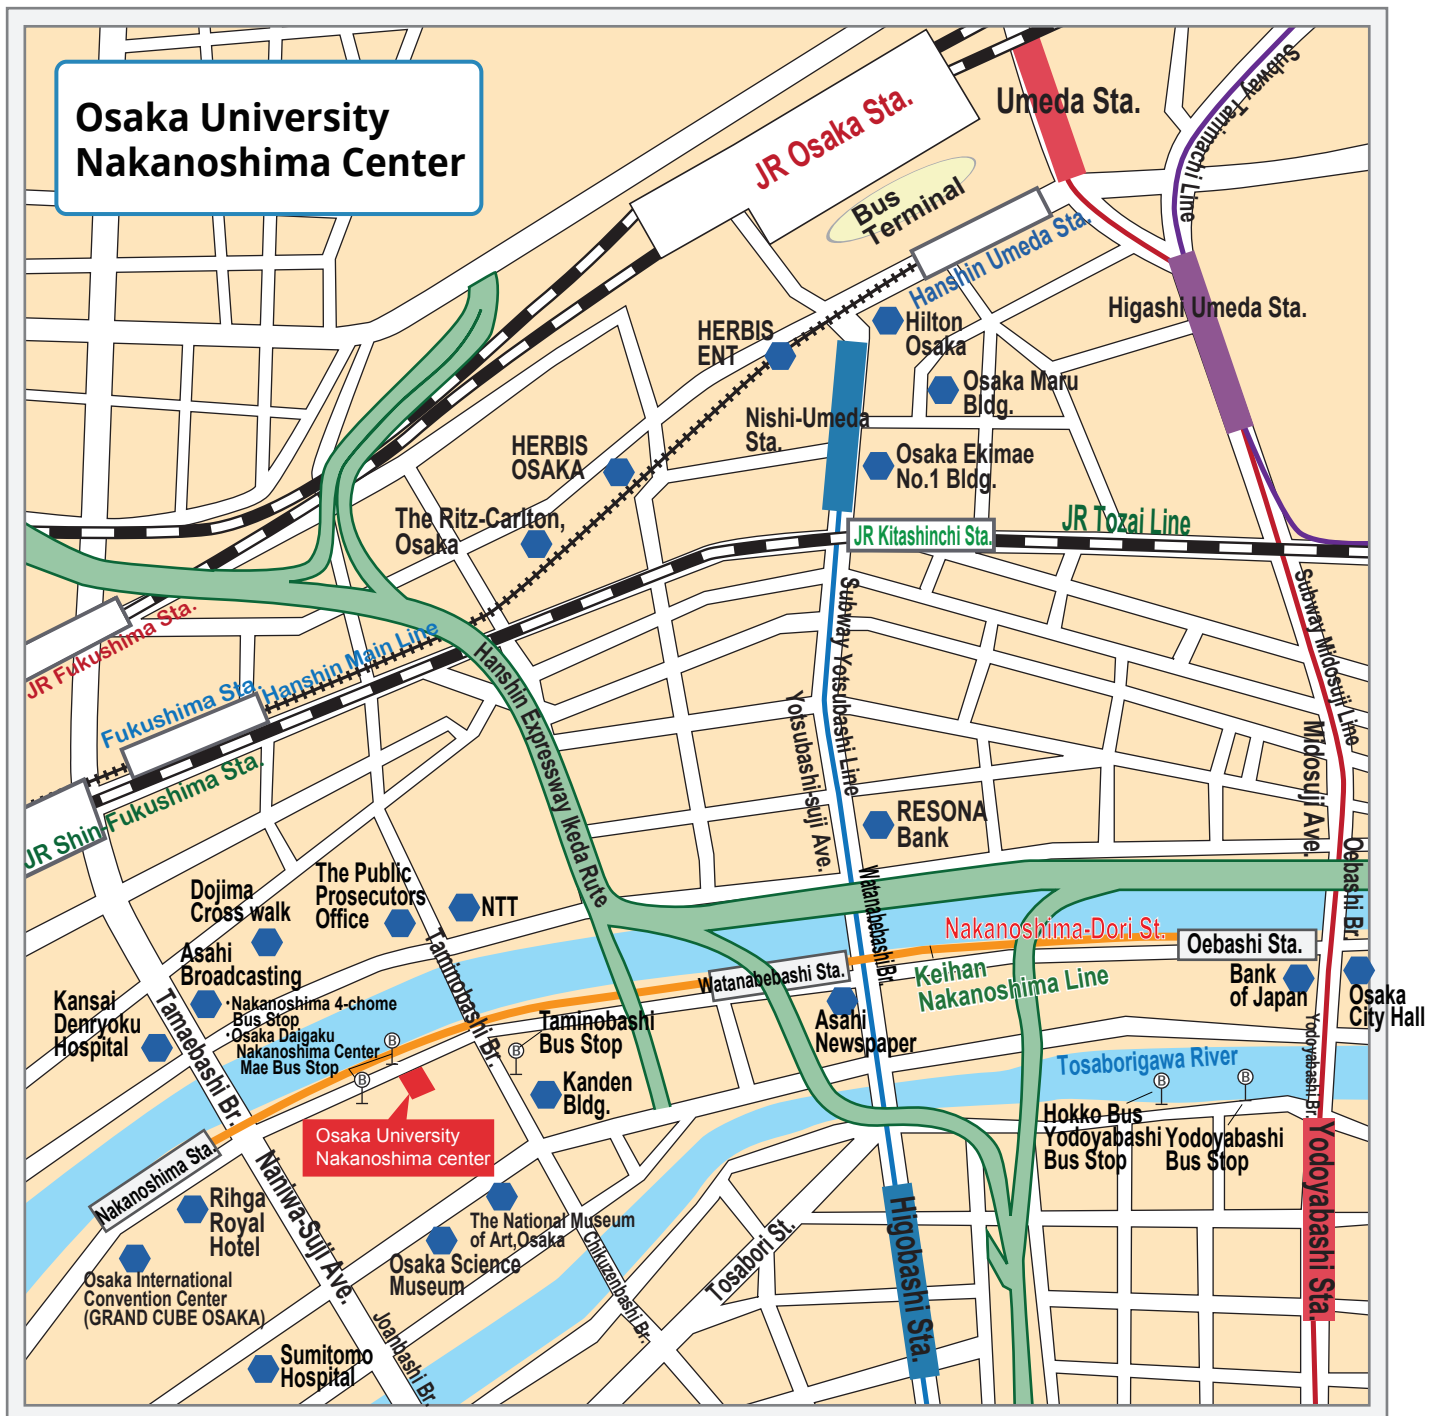 Osaka University
Nakanoshima Center
JR Osaka Sta.
Umeda Sta.
Subway Tanimachi Line
Bus
Terminal
Hanshin Umeda Sta.
Higashi Umeda Sta.
HERBIS
ENT
Hilton
Osaka
Osaka Maru
Bldg.
Nishi-Umeda
Sta.
HERBIS
OSAKA
Osaka Ekimae
No.1 Bldg.
The Ritz-Carlton,
Osaka
JR Kitashinchi Sta.
JR Tozai Line
JR Fukushima Sta.
Fukushima Sta.
Hanshin Main Line
JR Shin-Fukushima Sta.
Hanshin Expressway Ikeda Rute
Subway Yotsubashi Line
Yotsubashi-suji Ave.
Subway Midosuji Line
Midosuji Ave.
RESONA
Bank
Oebashi Br.
The Public
Prosecutors
Office
Dojima
Cross walk
NTT
Asahi
Broadcasting
Kansai
Denryoku
Hospital
・Nakanoshima 4-chome
Bus Stop
・Osaka Daigaku
Nakanoshima Center
Mae Bus Stop
B
B
B
Tamaebashi Br.
Taminobashi Br.
Taminobashi
Bus Stop
Kanden
Bldg.
Watanabebashi Sta.
Watanabebashi Br.
Nakanoshima-Dori St.
Keihan
Nakanoshima Line
Oebashi Sta.
Bank
of Japan
Osaka
City Hall
Asahi
Newspaper
Tosaborigawa River
B
B
Hokko Bus
Yodoyabashi
Bus Stop
Yodoyabashi
Bus Stop
Yodoyabashi Br.
Yodoyabashi Sta.
Osaka University
Nakanoshima center
Nakanoshima Sta.
Rihga
Royal
Hotel
Naniwa-Suji Ave.
Osaka International
Convention Center
(GRAND CUBE OSAKA)
The National Museum
of Art,Osaka
Osaka Science
Museum
Chikuzenbashi Br.
Tosabori St.
Higobashi Sta.
Joanbashi Br.
Sumitomo
Hospital